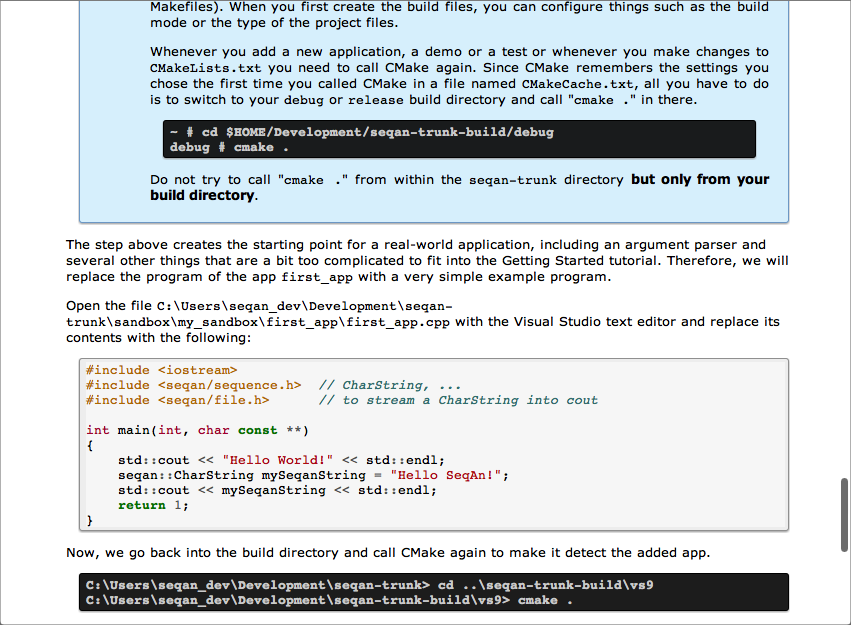 Makefiles). When you first create the build files, you can configure things such as the build
mode or the type of the project files.
Whenever you add a new application, a demo or a test or whenever you make changes to
CMakeLists.txt you need to call CMake again. Since CMake remembers the settings you
chose the first time you called CMake in a file named CMakeCache.txt, all you have to do
is to switch to your debug or release build directory and call "cmake ." in there.
~ # cd $HOME/Development/seqan-trunk-build/debug
debug # cmake .
Do not try to call "cmake ." from within the seqan-trunk directory but only from your
build directory.
The step above creates the starting point for a real-world application, including an argument parser and
several other things that are a bit too complicated to fit into the Getting Started tutorial. Therefore, we will
replace the program of the app first_app with a very simple example program.
Open the file C:\Users\seqan_dev\Development\seqan-
trunk\sandbox\my_sandbox\first_app\first_app.cpp with the Visual Studio text editor and replace its
contents with the following:
#include <iostream>
#include <seqan/sequence.h>  // CharString, ...
#include <seqan/file.h>      // to stream a CharString into cout
int main(int, char const **)
{
    std::cout << "Hello World!" << std::endl;
    seqan::CharString mySeqanString = "Hello SeqAn!";
    std::cout << mySeqanString << std::endl;
    return 1;
}
Now, we go back into the build directory and call CMake again to make it detect the added app.
C:\Users\seqan_dev\Development\seqan-trunk> cd ..\seqan-trunk-build\vs9
C:\Users\seqan_dev\Development\seqan-trunk-build\vs9> cmake .